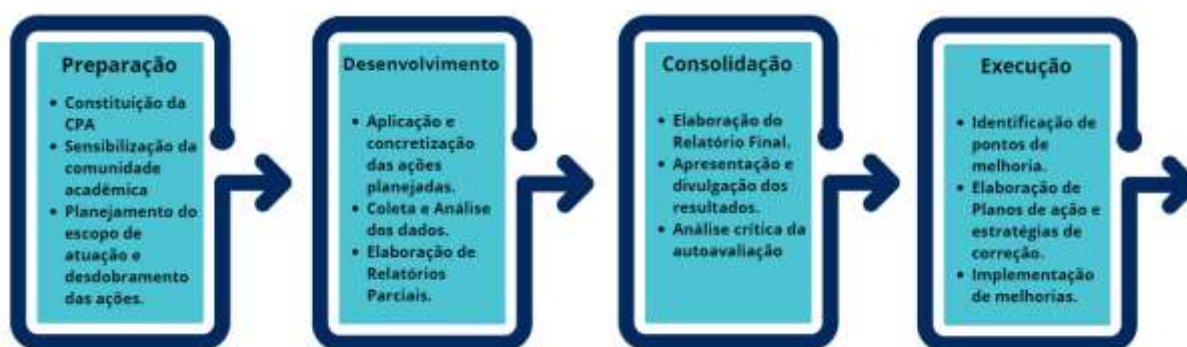 Preparação
• Constituição da
CPA
• Sensibilização da
comunidade
acadêmica
• Planejamento do
escopo de
atuação e
desdobramento
das ações.
Desenvolvimento
• Aplicação e
concretização
das ações
planejadas.
• Coleta e Análise
dos dados.
• Elaboração de
Relatórios
Parciais.
Consolidação
• Elaboração do
Relatório Final.
• Apresentação e
divulgação dos
resultados.
• Análise crítica da
autoavaliação
Execução
• Identificação de
pontos de
melhoria.
• Elaboração de
Planos de ação e
estratégias de
correção.
• Implementação
de melhorias.